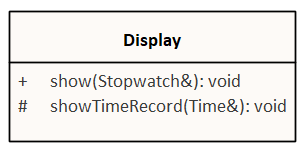 Display
+ show(Stopwatch&): void
# showTimeRecord(Time&): void